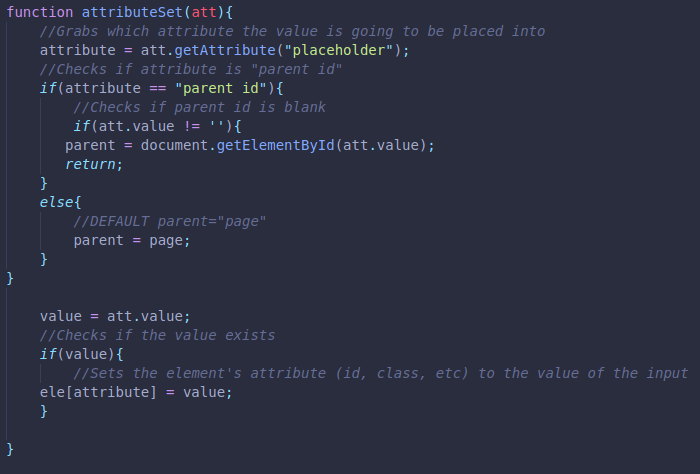 function attributeSet(att){
    //Grabs which attribute the value is going to be placed into
    attribute = att.getAttribute("placeholder");
    //Checks if attribute is "parent id"
    if(attribute == "parent id"){
        //Checks if parent id is blank
        if(att.value != ''){
       parent = document.getElementById(att.value);
       return;
    }
    else{
        //DEFAULT parent="page"
        parent = page;
    }
}
    value = att.value;
    //Checks if the value exists
    if(value){
        //Sets the element's attribute (id, class, etc) to the value of the input
    ele[attribute] = value;
    }
}